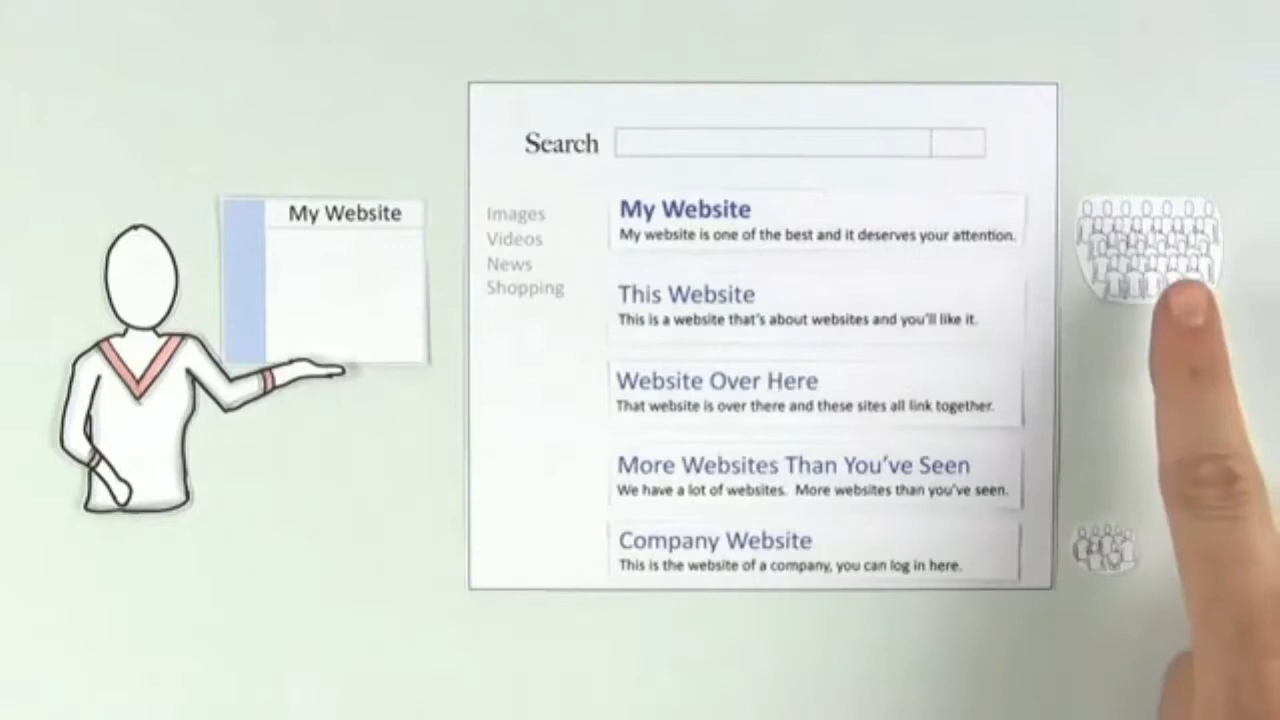 My Website
Search
Images
Videos
News
Shopping
My Website
My website is one of the best and it deserves your attention.
This Website
This is a website that's about websites and you'll like it.
Website Over Here
That website is over there and these sites all link together.
More Websites Than You've Seen
We have a lot of websites.  More websites than you've seen.
Company Website
This is the website of a company, you can log in here.